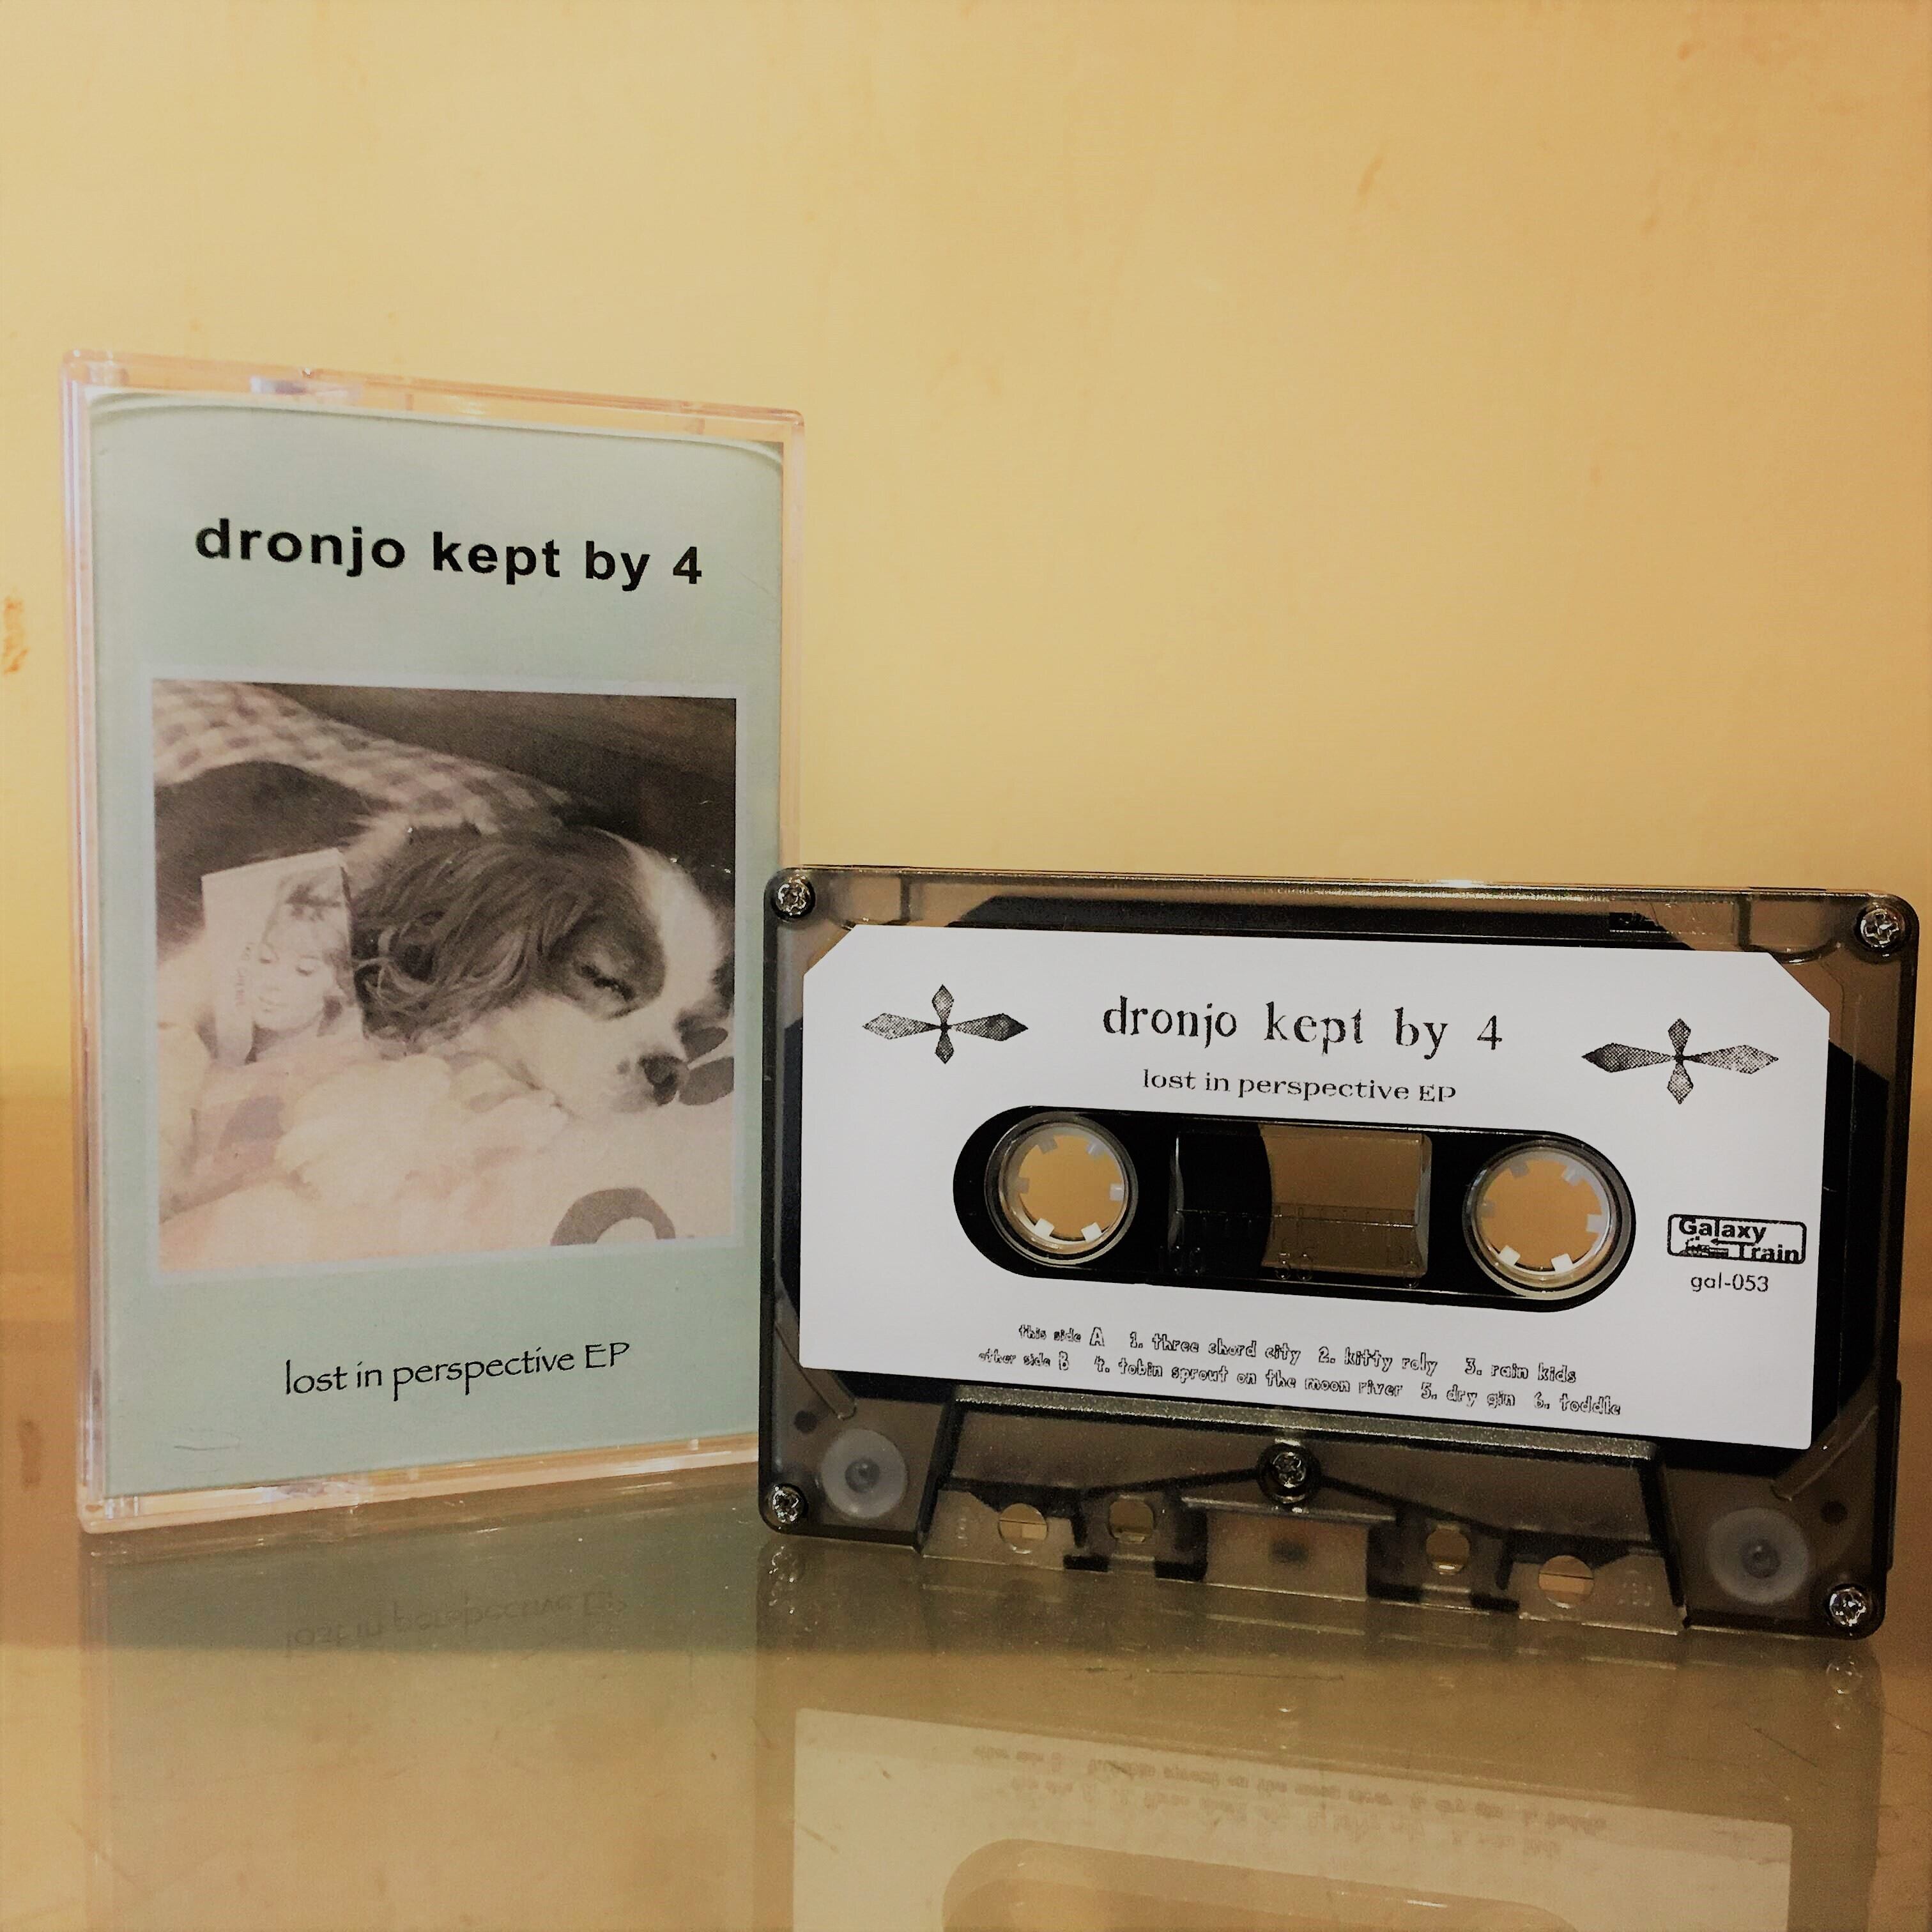 dronjo kept by 4
lost in perspective EP
dronjo kept by 4
lost in perspective EP
Galaxy
Train
gal-053
this side A 1. three chord city 2. kitty roly 3. rain kids
other side B 4. tobin sprout on the moon river 5. dry gin 6. toddle